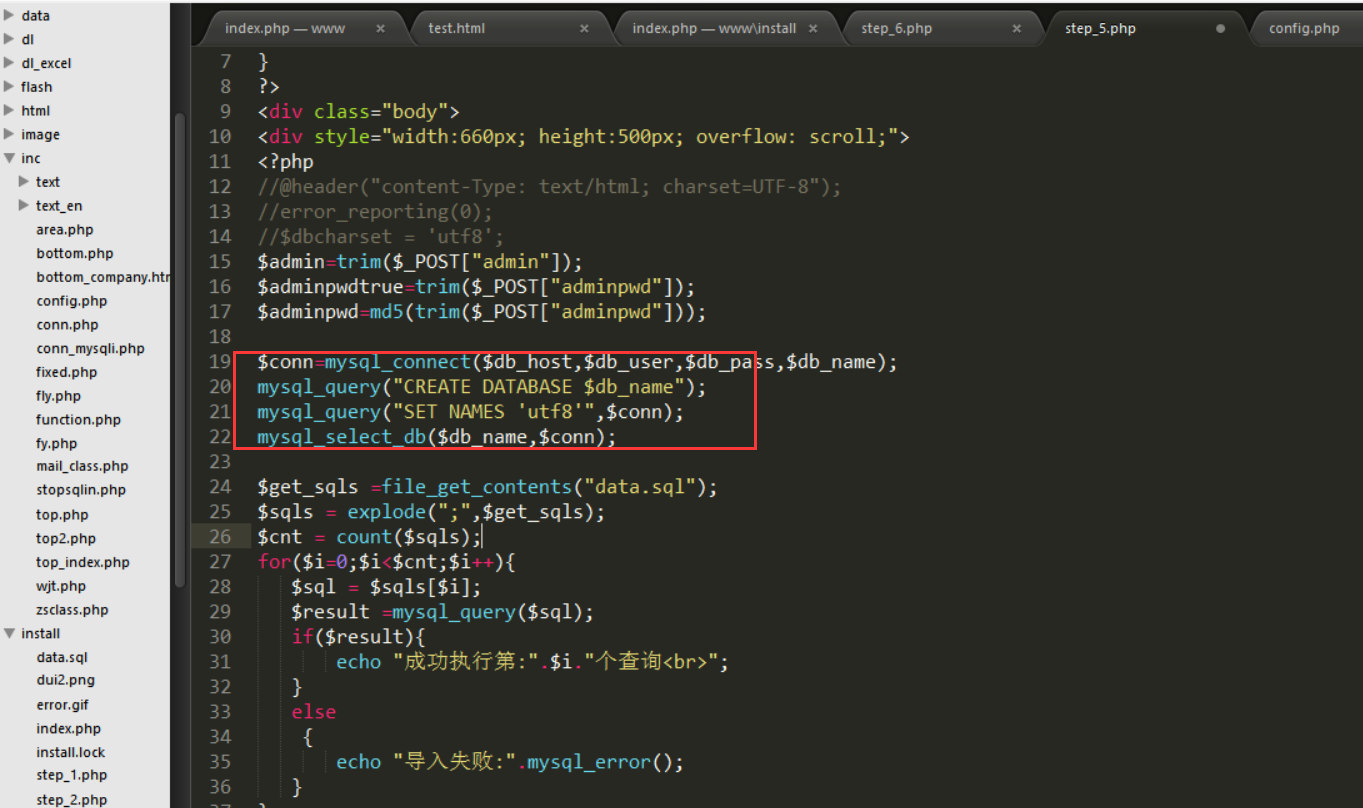 data
dl
dl_excel
flash
html
image
inc
text
text_en
area.php
bottom.php
bottom_company.htr
config.php
conn.php
conn_mysqli.php
fixed.php
fly.php
function.php
fy.php
mail_class.php
stopsqlin.php
top.php
top2.php
top_index.php
wjt.php
zsclass.php
install
data.sql
dui2.png
error.gif
index.php
install.lock
step_1.php
step_2.php
index.php — www ×
test.html ×
index.php — www\install ×
step_6.php ×
step_5.php
config.php
7 }
8 ?>
9 <div class="body">
10 <div style="width:660px; height:500px; overflow: scroll;">
11 <?php
12 //@header("content-Type: text/html; charset=UTF-8");
13 //error_reporting(0);
14 //$dbcharset = 'utf8';
15 $admin=trim($_POST["admin"]);
16 $adminpwdtrue=trim($_POST["adminpwd"]);
17 $adminpwd=md5(trim($_POST["adminpwd"]));
18
19 $conn=mysql_connect($db_host,$db_user,$db_pass,$db_name);
20 mysql_query("CREATE DATABASE $db_name");
21 mysql_query("SET NAMES 'utf8'",$conn);
22 mysql_select_db($db_name,$conn);
23
24 $get_sqls =file_get_contents("data.sql");
25 $sqls = explode(";",$get_sqls);
26 $cnt = count($sqls);
27 for($i=0;$i<$cnt;$i++){
28 $sql = $sqls[$i];
29 $result =mysql_query($sql);
30 if($result){
31 echo "成功执行第:".$i."个查询<br>";
32 }
33 else
34 {
35 echo "导入失败:".mysql_error();
36 }